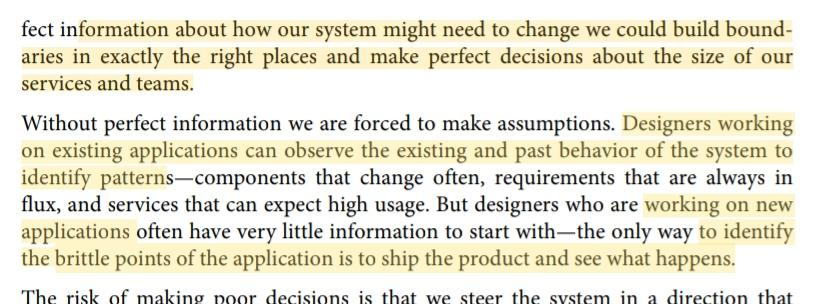 fect information about how our system might need to change we could build bound-
aries in exactly the right places and make perfect decisions about the size of our
services and teams.
Without perfect information we are forced to make assumptions. Designers working
on existing applications can observe the existing and past behavior of the system to
identify patterns—components that change often, requirements that are always in
flux, and services that can expect high usage. But designers who are working on new
applications often have very little information to start with—the only way to identify
the brittle points of the application is to ship the product and see what happens.
The risk of making poor decisions is that we steer the system in a direction that